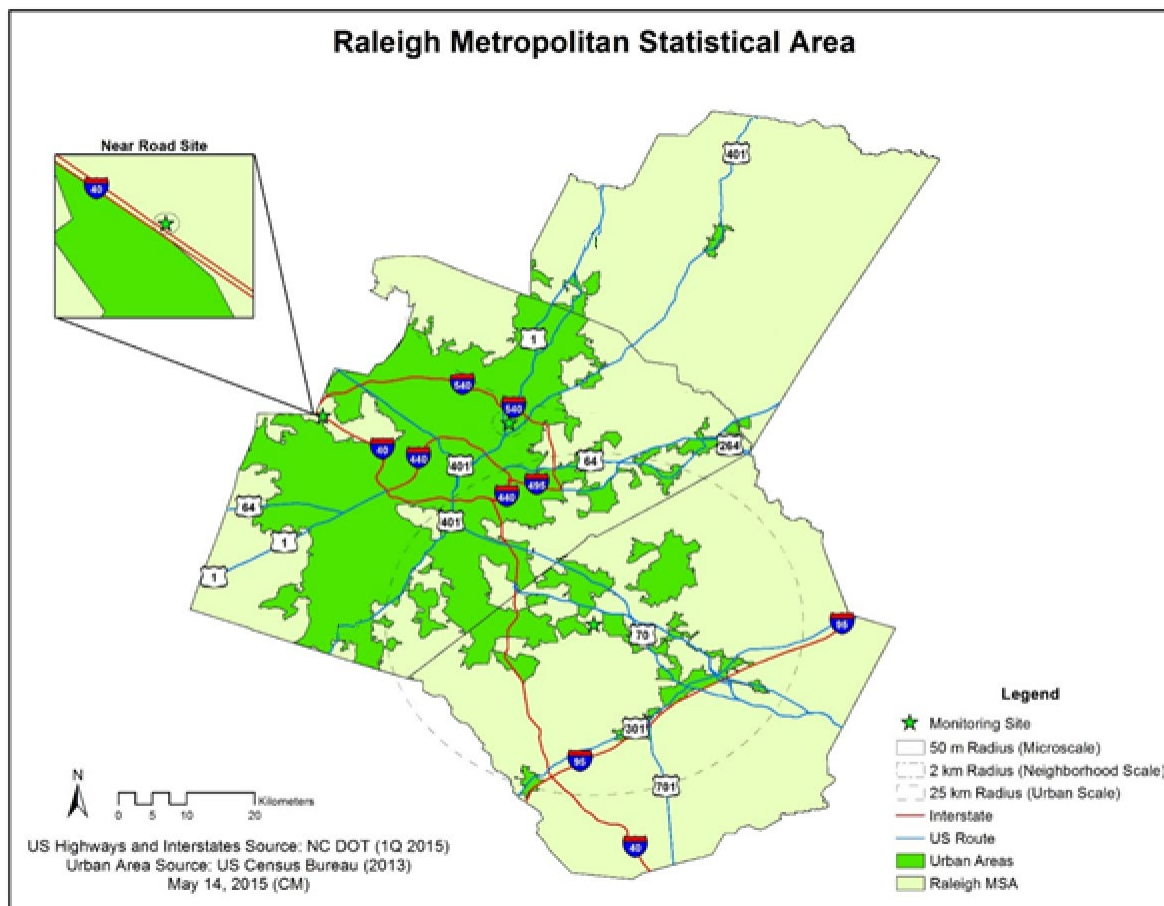 Raleigh Metropolitan Statistical Area
Near Road Site
40
401
1
540
540
40
440
401
64
264
495
440
64
401
1
1
95
70
301
95
701
40
N
0 5 10 20 Kilometers
US Highways and Interstates Source: NC DOT (1Q 2015)
Urban Area Source: US Census Bureau (2013)
May 14, 2015 (CM)
Legend
Monitoring Site
50 m Radius (Microscale)
2 km Radius (Neighborhood Scale)
25 km Radius (Urban Scale)
Interstate
US Route
Urban Areas
Raleigh MSA